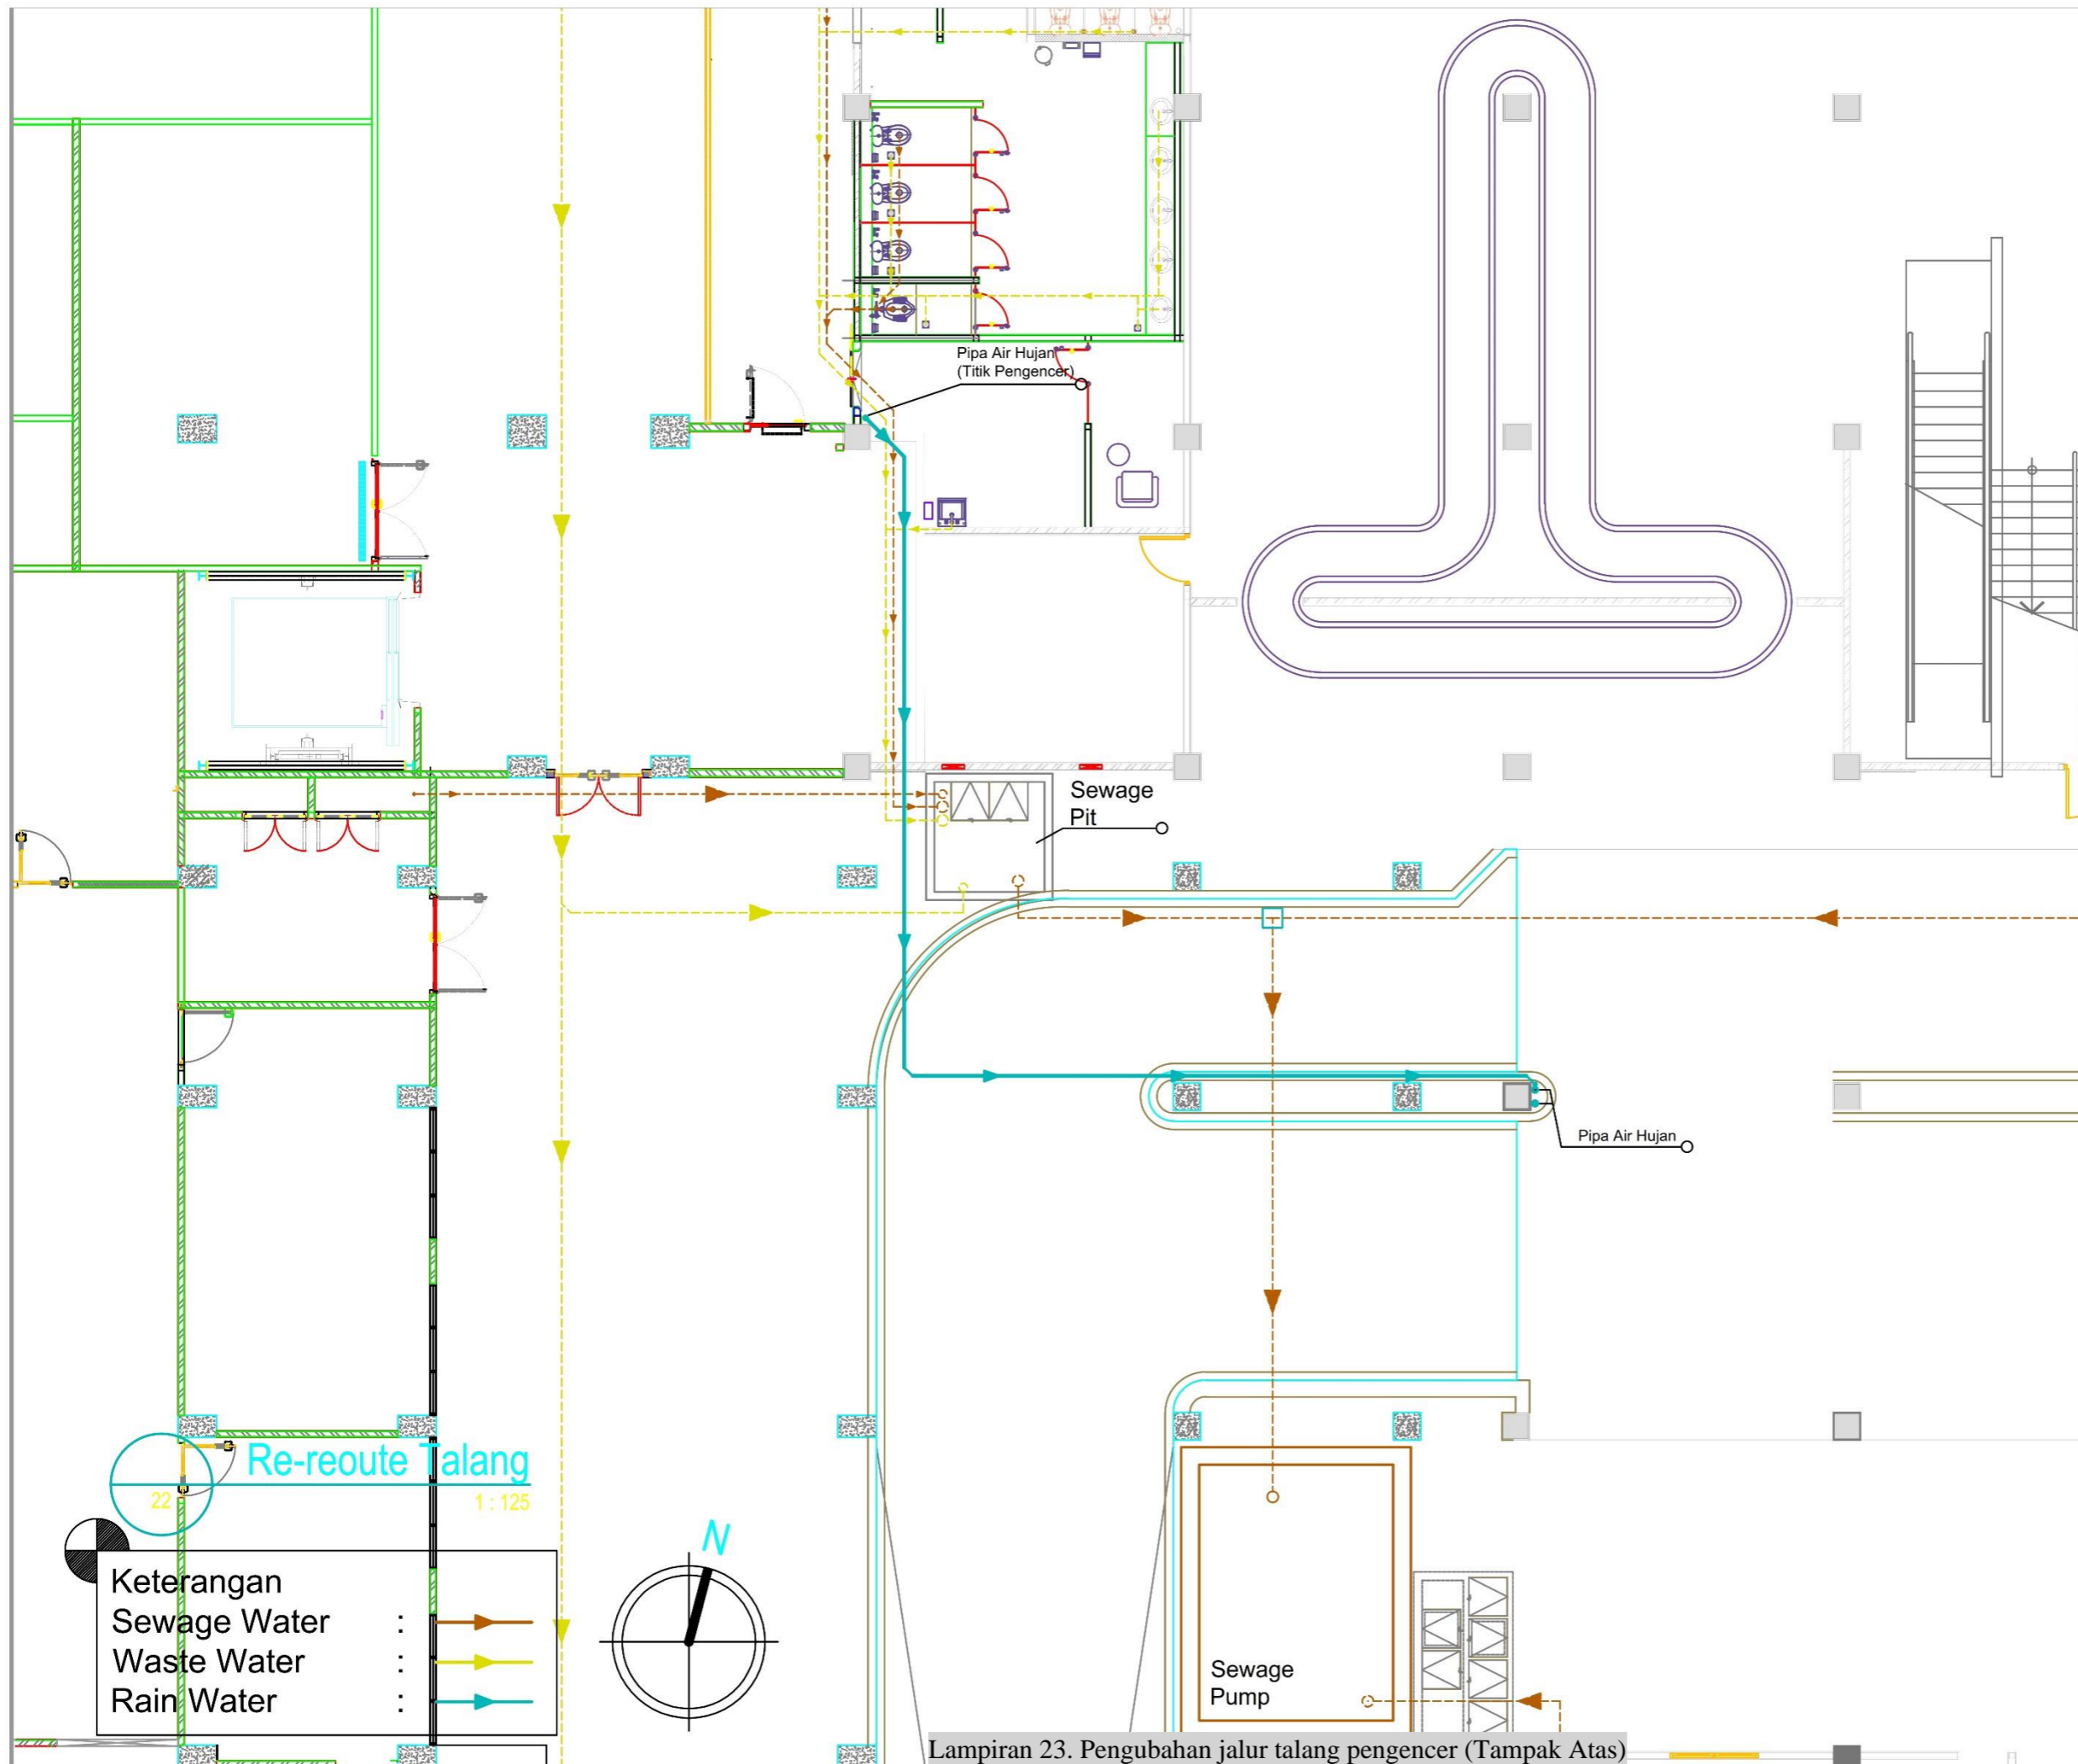 Pipa Air Hujan
(Titik Pengencer)
Sewage
Pit
Pipa Air Hujan
Re-reoute Talang
22
1 : 125
N
Keterangan
Sewage Water :
Waste Water :
Rain Water :
Sewage
Pump
Lampiran 23. Pengubahan jalur talang pengencer (Tampak Atas)